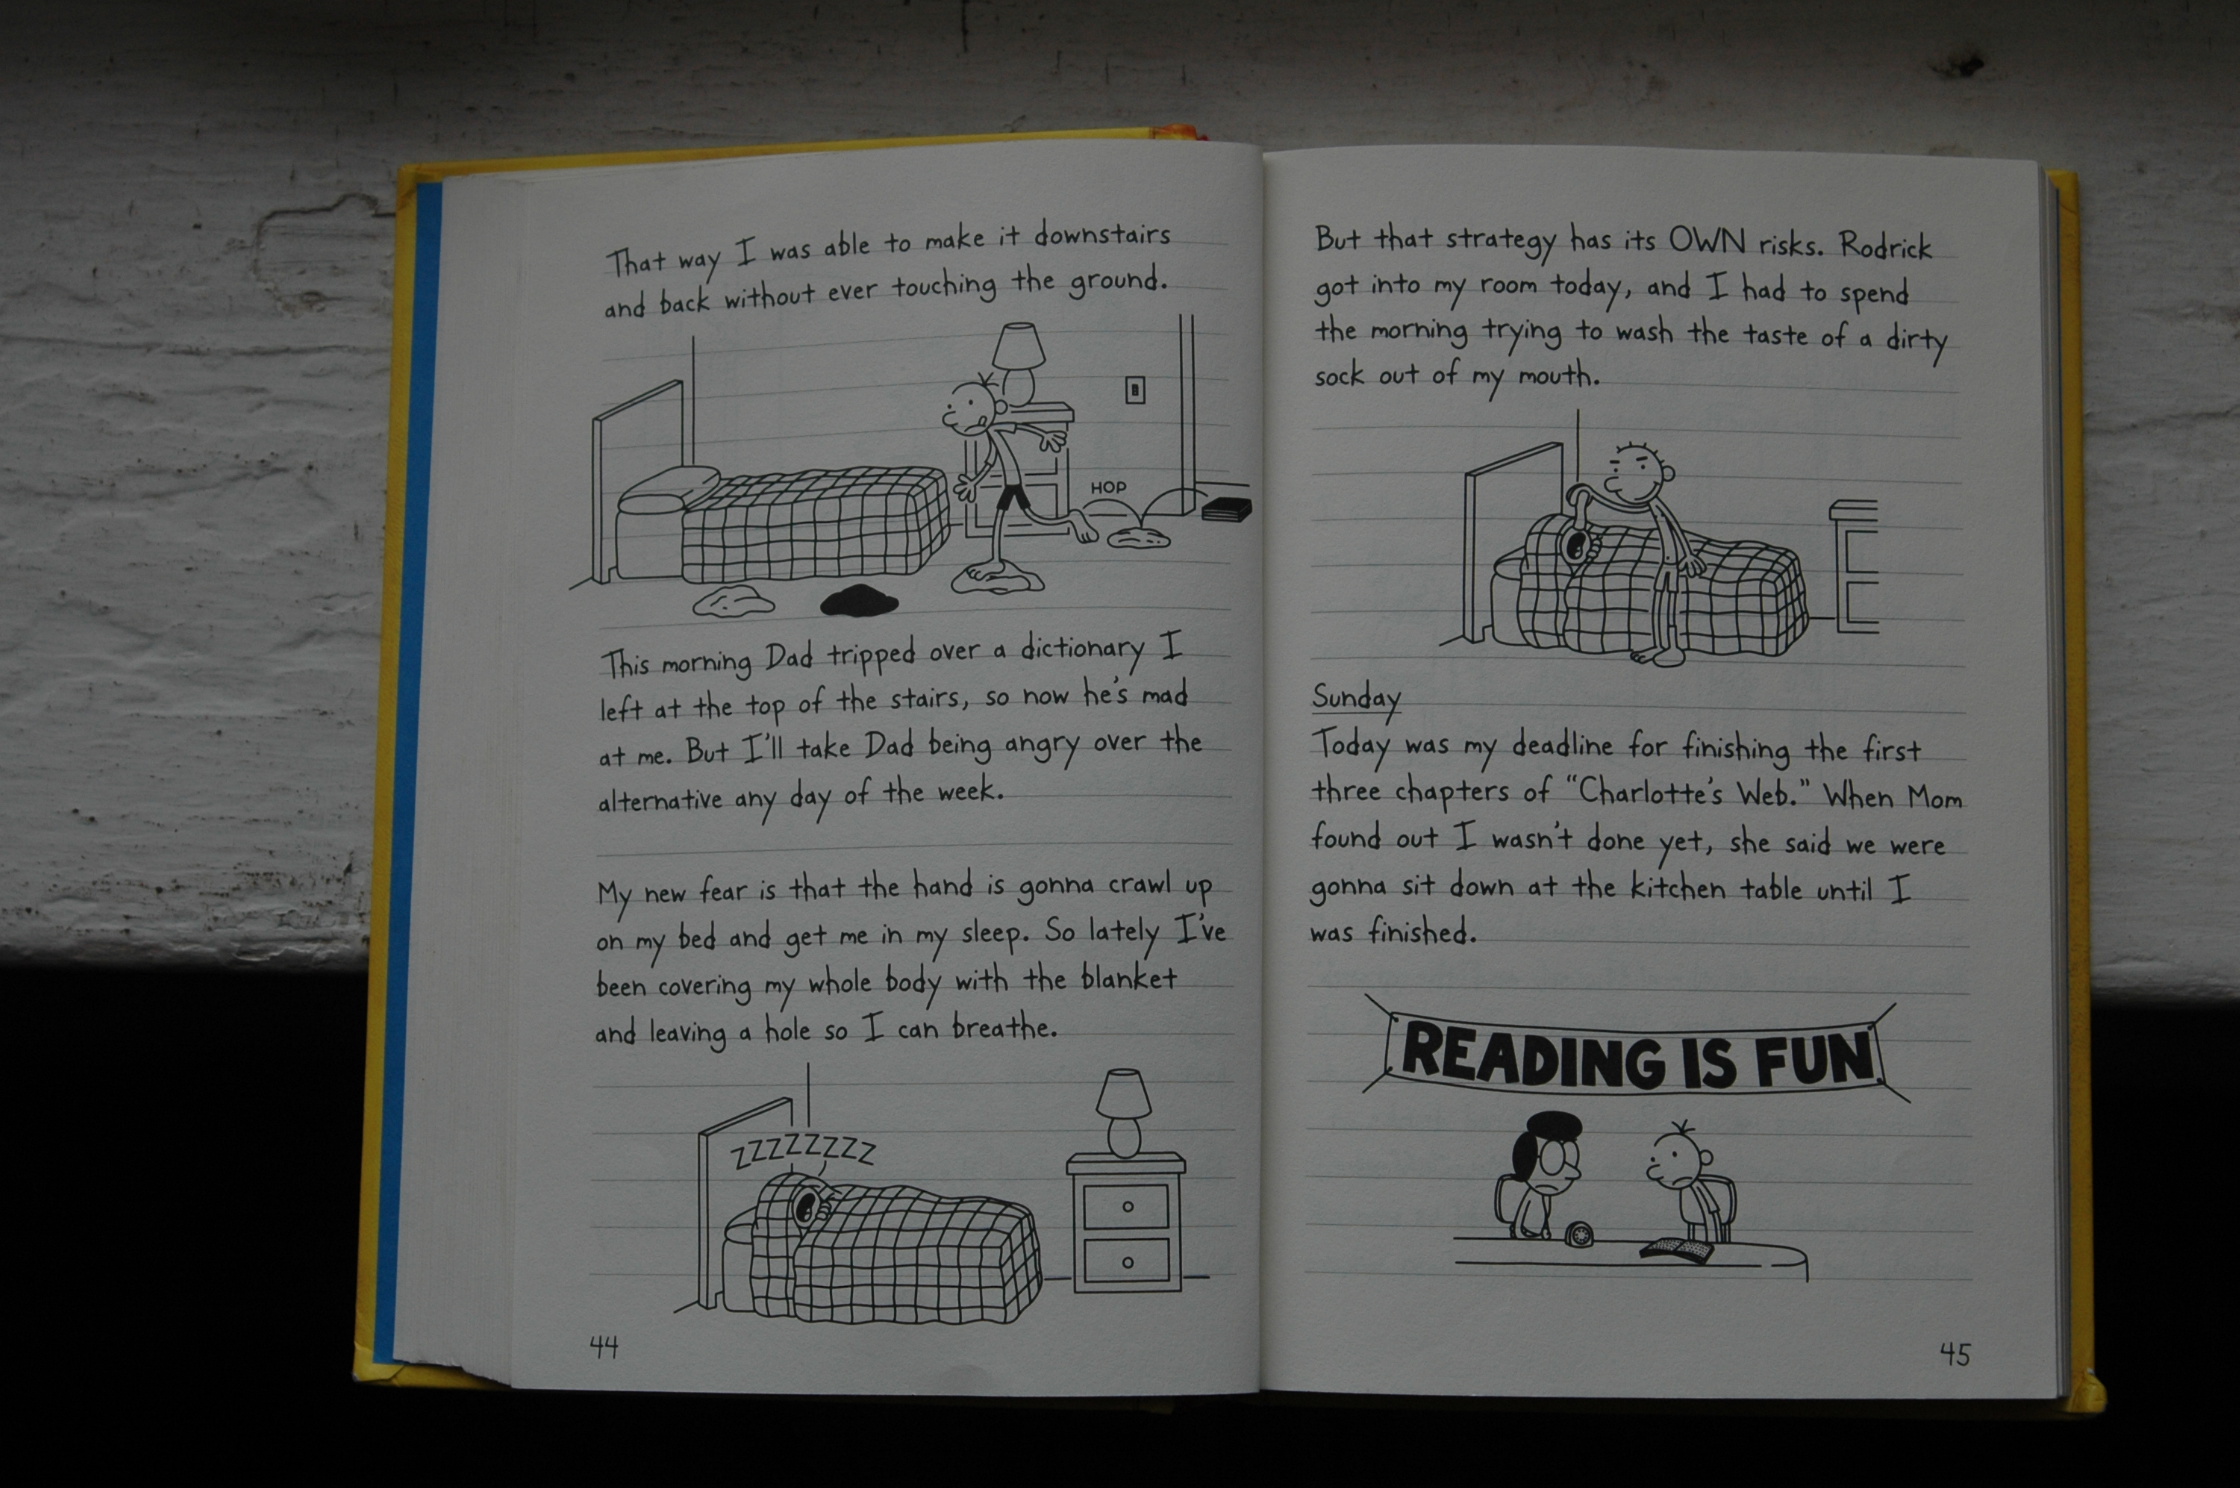 That way I was able to make it downstairs
and back without ever touching the ground.
HOP
This morning Dad tripped over a dictionary I
left at the top of the stairs, so now he's mad
at me. But I'll take Dad being angry over the
alternative any day of the week.
My new fear is that the hand is gonna crawl up
on my bed and get me in my sleep. So lately I've
been covering my whole body with the blanket
and leaving a hole so I can breathe.
ZZZZZZZZ
44
But that strategy has its OWN risks. Rodrick
got into my room today, and I had to spend
the morning trying to wash the taste of a dirty
sock out of my mouth.
Sunday
Today was my deadline for finishing the first
three chapters of "Charlotte's Web." When Mom
found out I wasn't done yet, she said we were
gonna sit down at the kitchen table until I
was finished.
READING IS FUN
45